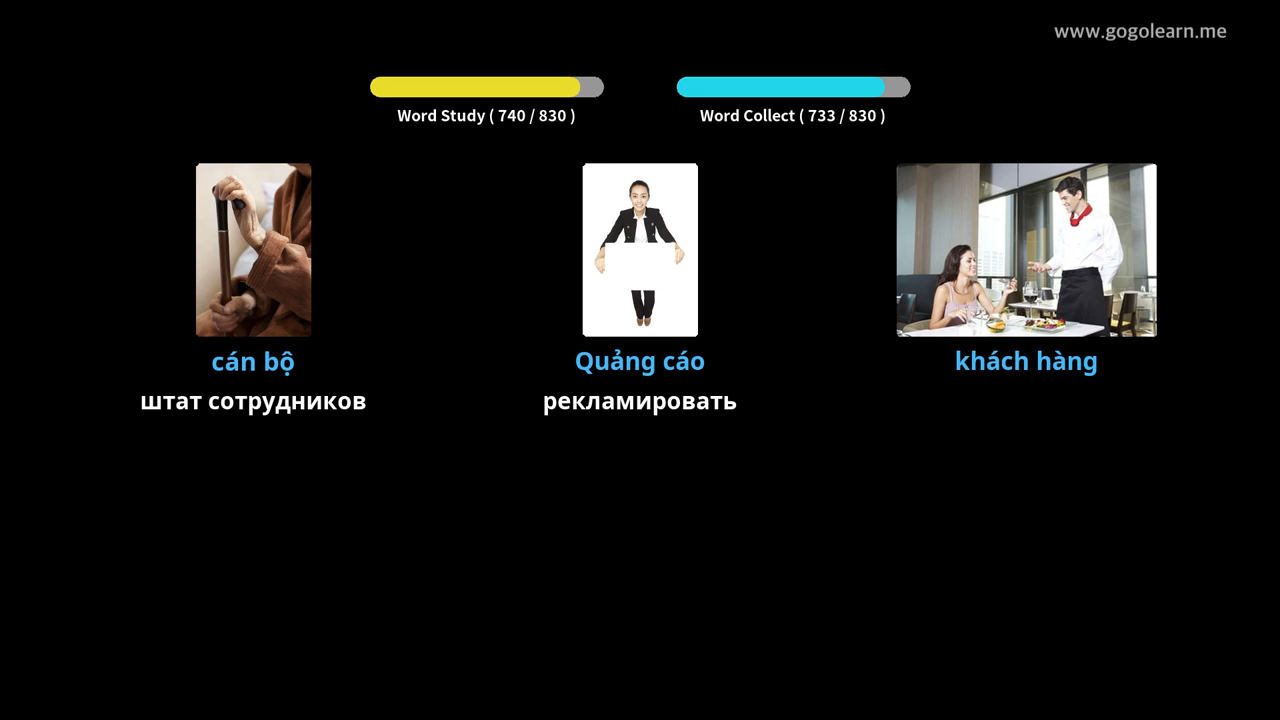 www.gogolearn.me
Word Study ( 740 / 830 )
Word Collect ( 733 / 830 )
cán bộ
Quảng cáo
khách hàng
штат сотрудников
рекламировать